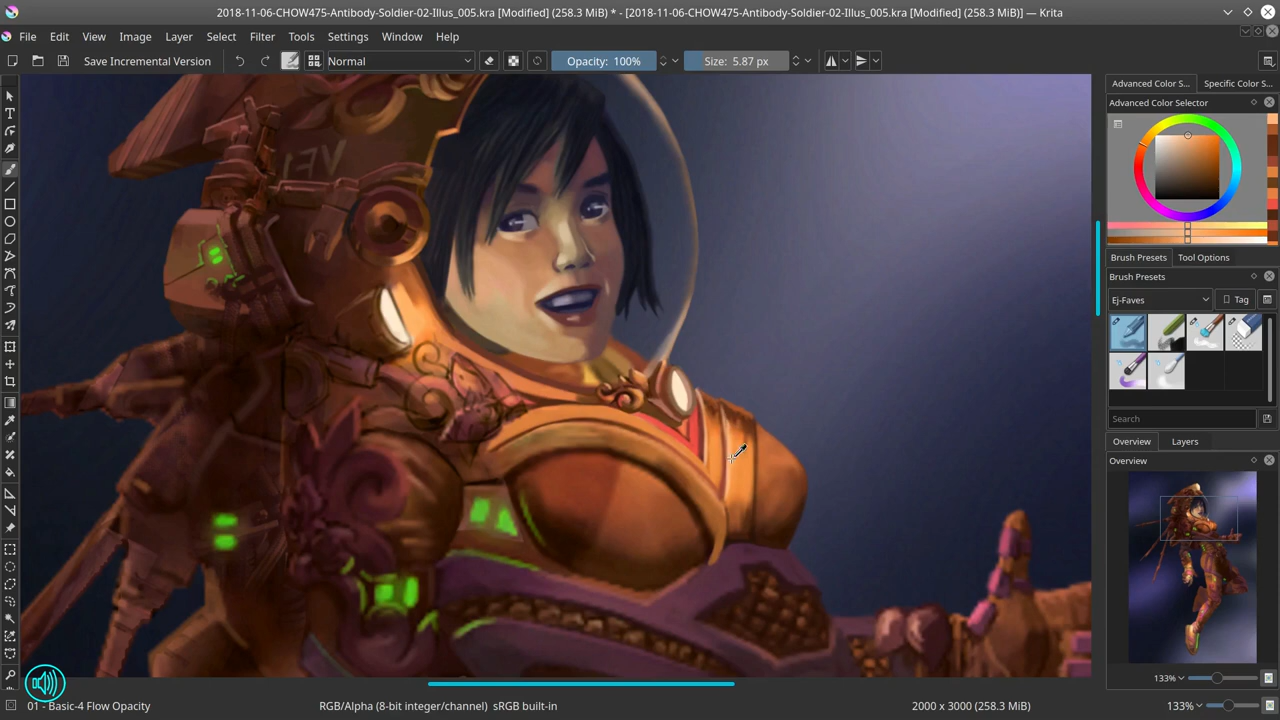 2018-11-06-CHOW475-Antibody-Soldier-02-Illus_005.kra [Modified] (258.3 MiB) * - [2018-11-06-CHOW475-Antibody-Soldier-02-Illus_005.kra [Modified] (258.3 MiB)] — Krita
File Edit View Image Layer Select Filter Tools Settings Window Help
Save Incremental Version Normal Opacity: 100% Size: 5.87 px
Advanced Color S... Specific Color S...
Advanced Color Selector
Brush Presets Tool Options
Brush Presets
Ej-Faves Tag
Search
Overview Layers
Overview
133%
01 - Basic-4 Flow Opacity RGB/Alpha (8-bit integer/channel) sRGB built-in 2000 x 3000 (258.3 MiB) 133%